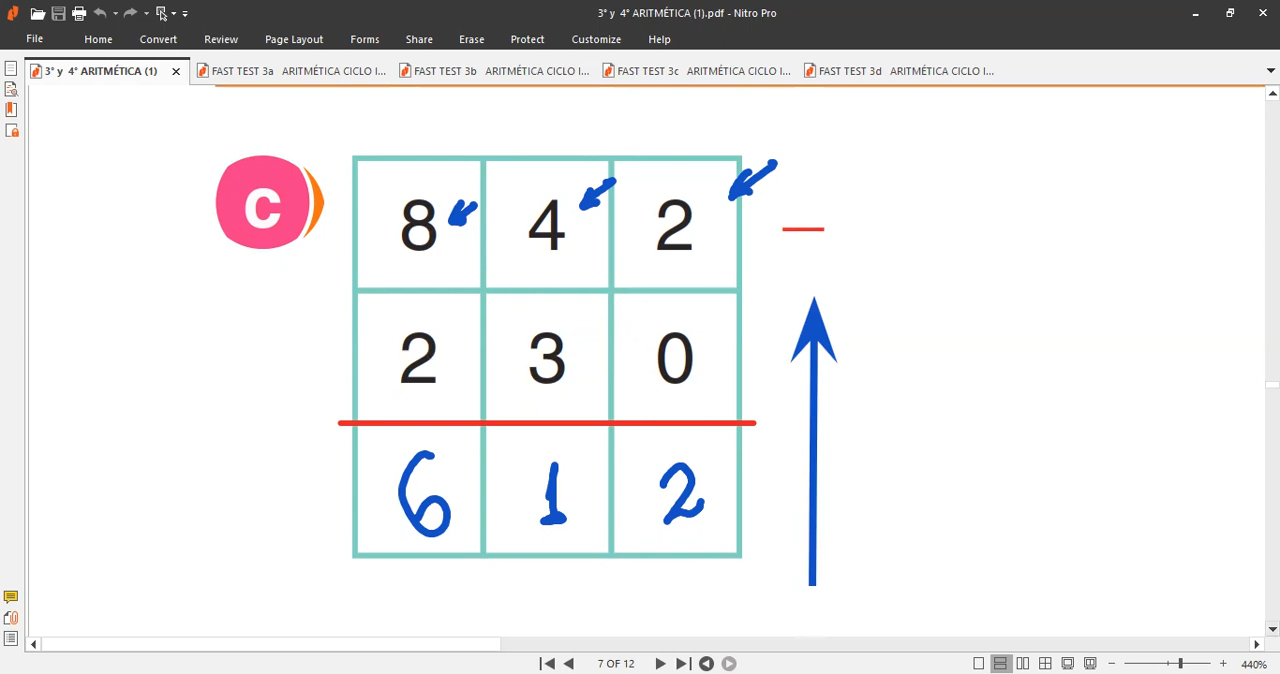 3° y 4° ARITMÉTICA (1).pdf - Nitro Pro
File Home Convert Review Page Layout Forms Share Erase Protect Customize Help
3° y 4° ARITMÉTICA (1) FAST TEST 3a ARITMÉTICA CICLO I... FAST TEST 3b ARITMÉTICA CICLO I... FAST TEST 3c ARITMÉTICA CICLO I... FAST TEST 3d ARITMÉTICA CICLO I...
C
8 4 2 −
2 3 0
6 1 2
7 OF 12 440%